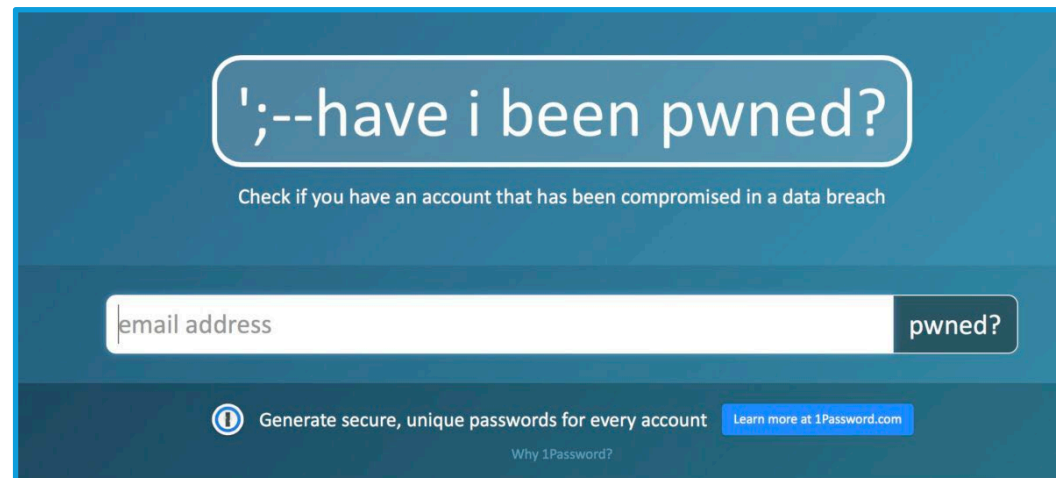 ';--have i been pwned?
Check if you have an account that has been compromised in a data breach
email address
pwned?
Generate secure, unique passwords for every account
Learn more at 1Password.com
Why 1Password?